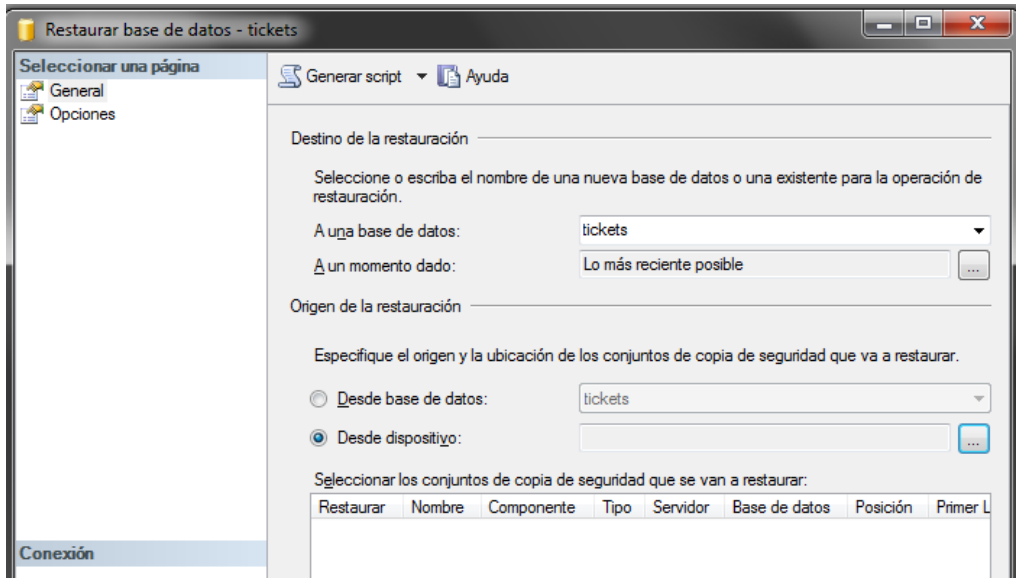 Restaurar base de datos - tickets
Seleccionar una página
General
Opciones
Generar script
Ayuda
Destino de la restauración
Seleccione o escriba el nombre de una nueva base de datos o una existente para la operación de
restauración.
A una base de datos: tickets
A un momento dado: Lo más reciente posible ...
Origen de la restauración
Especifique el origen y la ubicación de los conjuntos de copia de seguridad que va a restaurar.
Desde base de datos: tickets
Desde dispositivo: ...
Seleccionar los conjuntos de copia de seguridad que se van a restaurar:
Restaurar Nombre Componente Tipo Servidor Base de datos Posición Primer L
Conexión